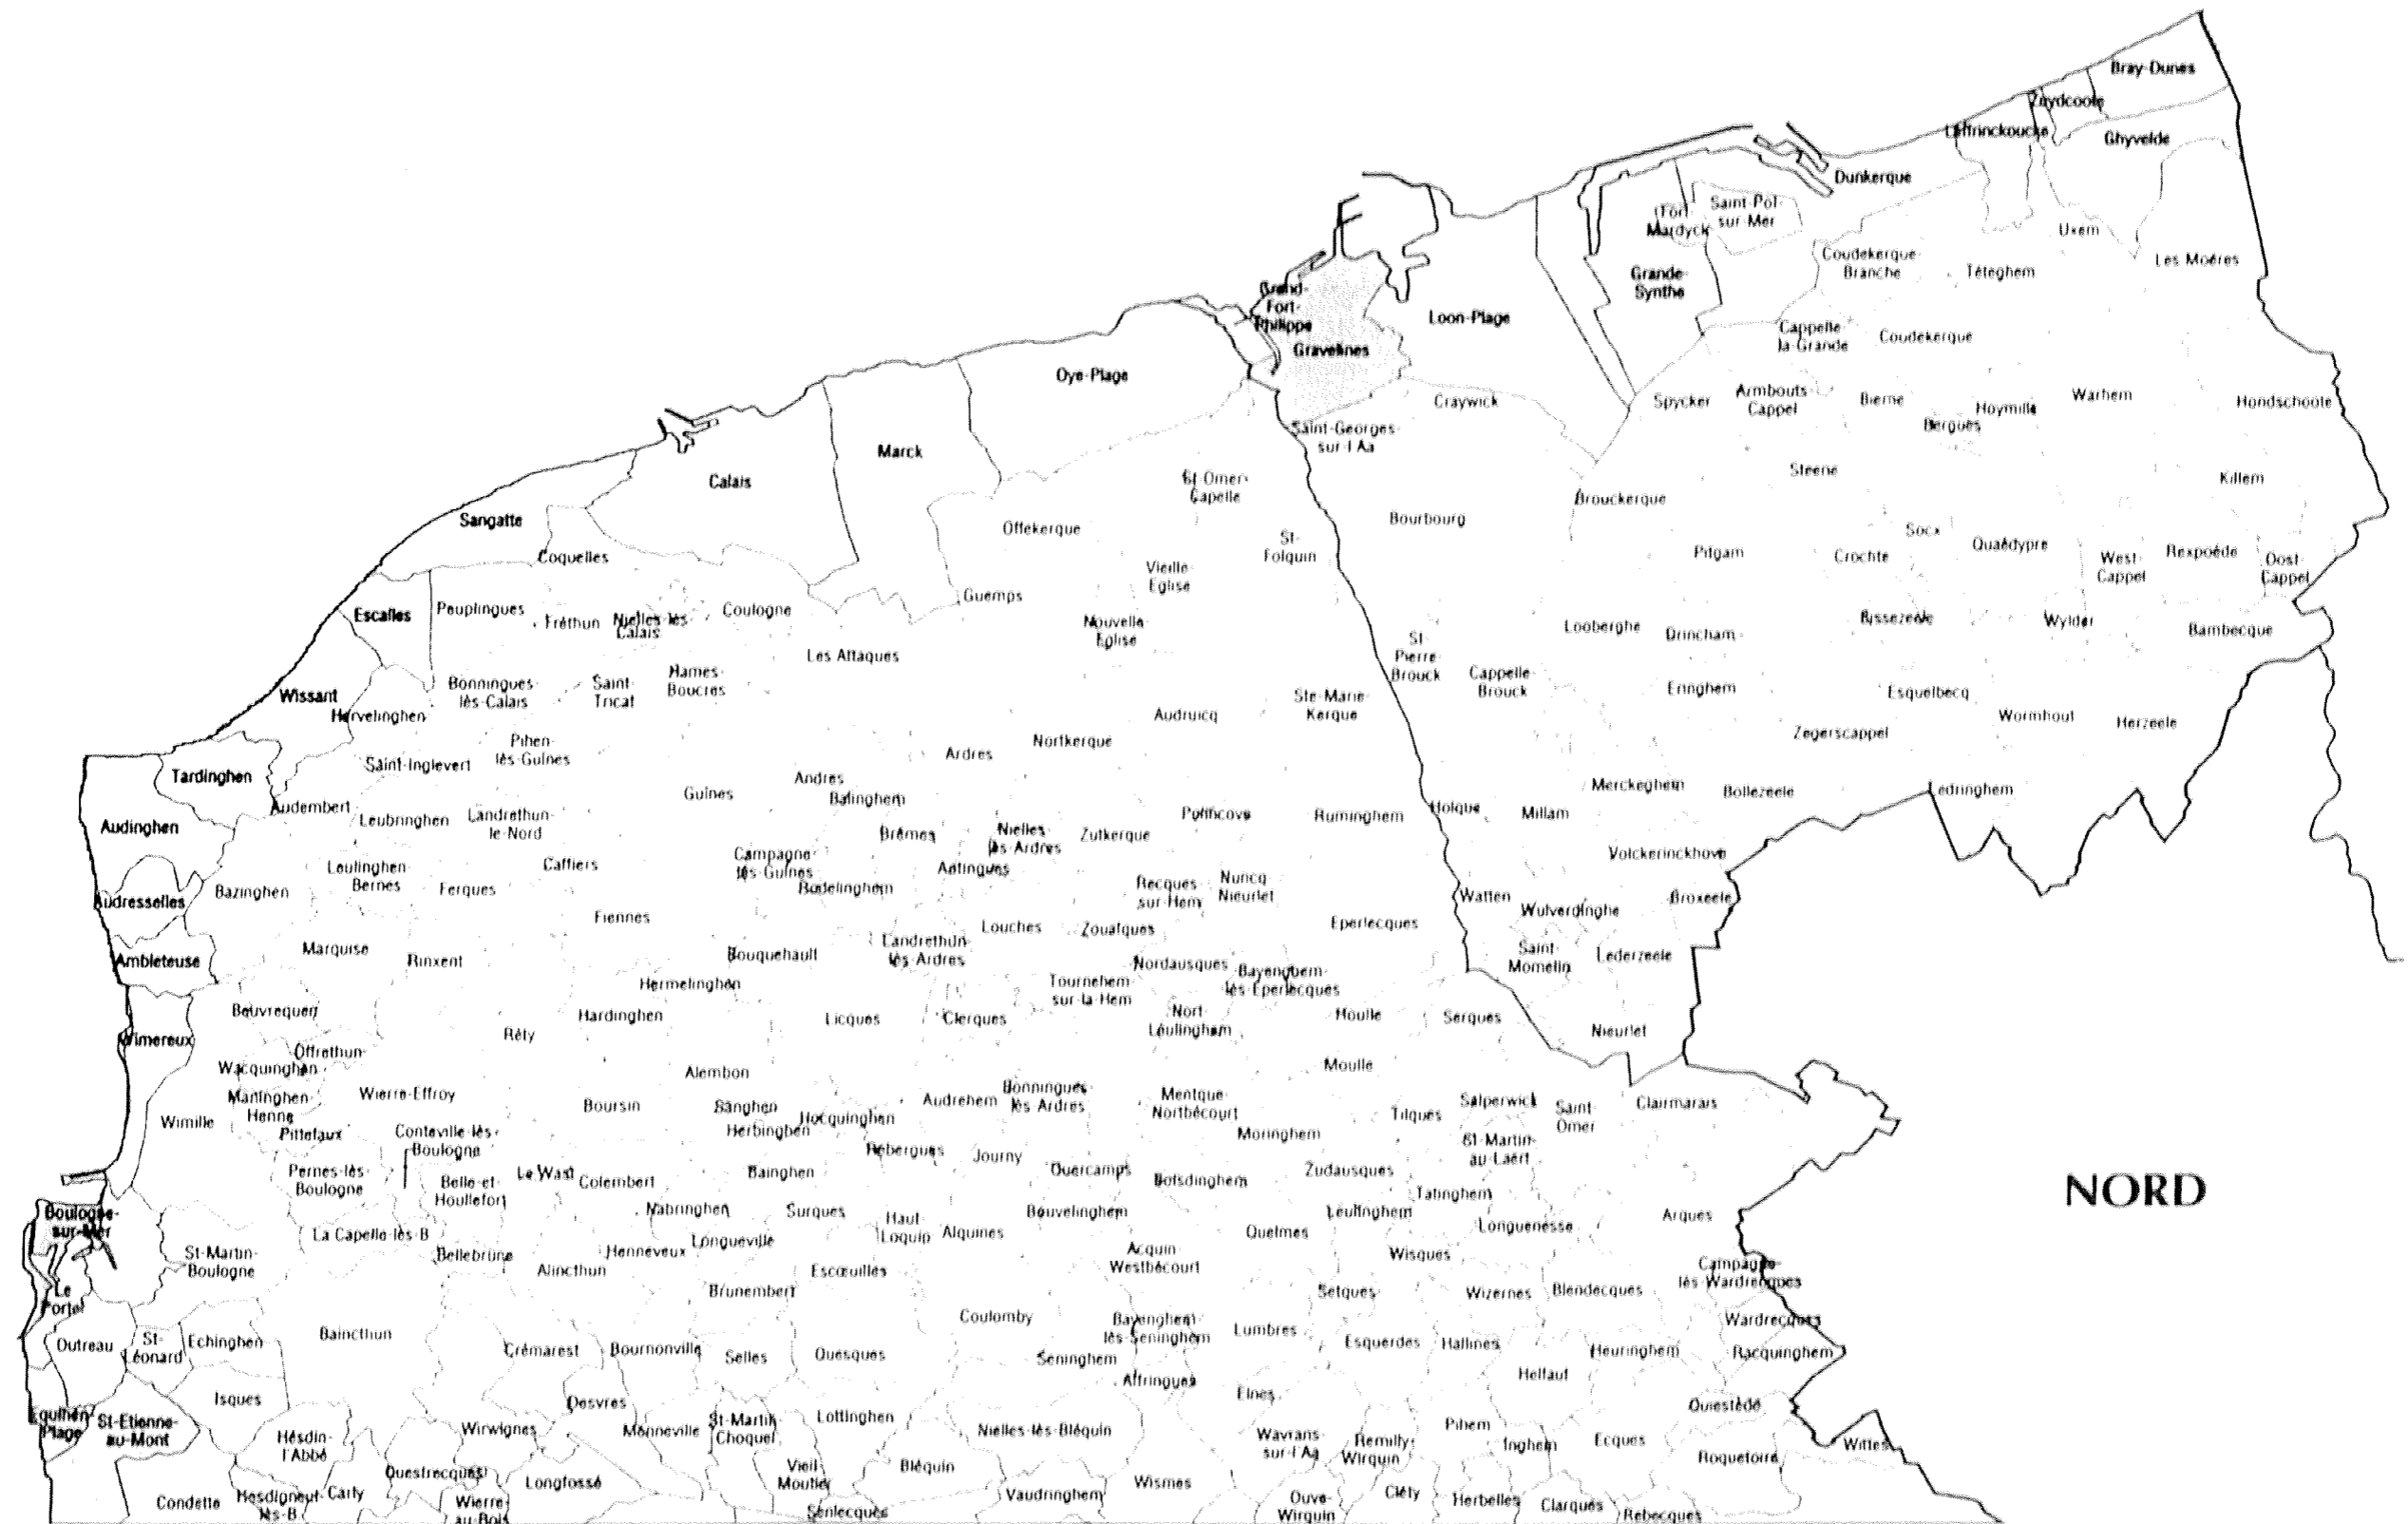 Bray-Dunes
Zuydcoote
Leffrinckoucke
Ghyvelde
Dunkerque
Fort-
Mardyck
Saint-Pol-
sur-Mer
Uxem
Les Moëres
Coudekerque-
Branche
Téteghem
Grande-
Synthe
Grand-
Fort-
Philippe
Gravelines
Loon-Plage
Cappelle-
la-Grande
Coudekerque
Oye-Plage
Craywick
Spycker
Armbouts-
Cappel
Bierne
Hoymille
Bergues
Warhem
Hondschoote
Saint-Georges-
sur-l'Aa
Marck
Calais
St-Omer-
Capelle
Steene
Killem
Sangatte
Coquelles
Offekerque
St-
Folquin
Bourbourg
Brouckerque
Pitgam
Crochte
Socx
Quaëdypre
West-
Cappel
Rexpoëde
Oost-
Cappel
Vieille-
Eglise
Guemps
Escalles
Peuplingues
Fréthun
Nielles-lès-
Calais
Coulogne
Nouvelle-
Eglise
Les Attaques
St-
Pierre-
Brouck
Looberghe
Drincham
Bissezeele
Wylder
Bambecque
Wissant
Hervelinghen
Bonningues-
lès-Calais
Saint-
Tricat
Hames-
Boucres
Ste-Marie-
Kerque
Cappelle-
Brouck
Eringhem
Esquelbecq
Wormhout
Herzeele
Zegerscappel
Audruicq
Nortkerque
Ardres
Pihen-
lès-Guînes
Saint-Inglevert
Tardinghen
Audembert
Leubringhen
Landrethun-
le-Nord
Guînes
Andres
Balinghem
Brêmes
Nielles-
lès-Ardres
Zutkerque
Polincove
Ruminghem
Holque
Millam
Merckeghem
Bollezeele
Ledringhem
Audinghen
Leulinghen-
Bernes
Ferques
Caffiers
Campagne-
lès-Guînes
Bodelinghem
Autingues
Recques-
sur-Hem
Nuncq-
Nieurlet
Volckerinckhove
Watten
Wulverdinghe
Broxeele
Audresselles
Bazinghen
Fiennes
Louches
Zouafques
Eperlecques
Ambleteuse
Marquise
Rinxent
Bouquehault
Landrethun-
lès-Ardres
Nordausques
Bayenghem-
lès-Eperlecques
Saint-
Momelin
Lederzeele
Hermelinghen
Tournehem-
sur-la-Hem
Beuvrequen
Réty
Hardinghen
Licques
Clerques
Nort-
Leulinghem
Houlle
Serques
Nieurlet
Wimereux
Offrethun
Wacquinghen
Moulle
Alembon
Maninghen-
Henne
Wierre-Effroy
Boursin
Sanghen
Hocquinghen
Herbinghen
Audrehem
Bonningues-
lès-Ardres
Mentque-
Nortbécourt
Tilques
Salperwick
Saint-
Omer
Clairmarais
Wimille
Pittefaux
Conteville-lès-
Boulogne
Rebergues
Journy
Moringhem
St-Martin-
au-Laërt
Pernes-lès-
Boulogne
Belle-et-
Houllefort
Le Wast
Colembert
Bainghen
Quercamps
Boisdinghem
Zudausques
Tatinghem
NORD
Boulogne-
sur-Mer
Nabringhen
Surques
Haut-
Loquin
Alquines
Bouvelinghem
Quelmes
Leulinghem
Longuenesse
Arques
La Capelle-lès-B
St-Martin-
Boulogne
Bellebrune
Henneveux
Longueville
Alincthun
Escœuilles
Acquin-
Westbécourt
Wisques
Campagne-
lès-Wardrecques
Le
Portel
Brunembert
Setques
Wizernes
Blendecques
Outreau
St-
Léonard
Echinghen
Baincthun
Crémarest
Bournonville
Selles
Quesques
Coulomby
Bayenghem-
lès-Seninghem
Lumbres
Esquerdes
Hallines
Heuringhem
Wardrecques
Racquinghem
Seninghem
Affringues
Elnes
Helfaut
Quiestède
Isques
Desvres
Equihen-
Plage
St-Etienne-
au-Mont
Hesdin-
l'Abbé
Wirwignes
Menneville
St-Martin-
Choquel
Lottinghen
Nielles-lès-Bléquin
Wavrans-
sur-l'Aa
Remilly-
Wirquin
Pihem
Inghem
Ecques
Roquetoire
Wittes
Condette
Hesdigneul-
lès-B.
Carly
Questrecques
Wierre-
au-Bois
Longfossé
Vieil-
Moutier
Senlecques
Bléquin
Vaudringhem
Wismes
Ouve-
Wirquin
Cléty
Herbelles
Clarques
Rebecques